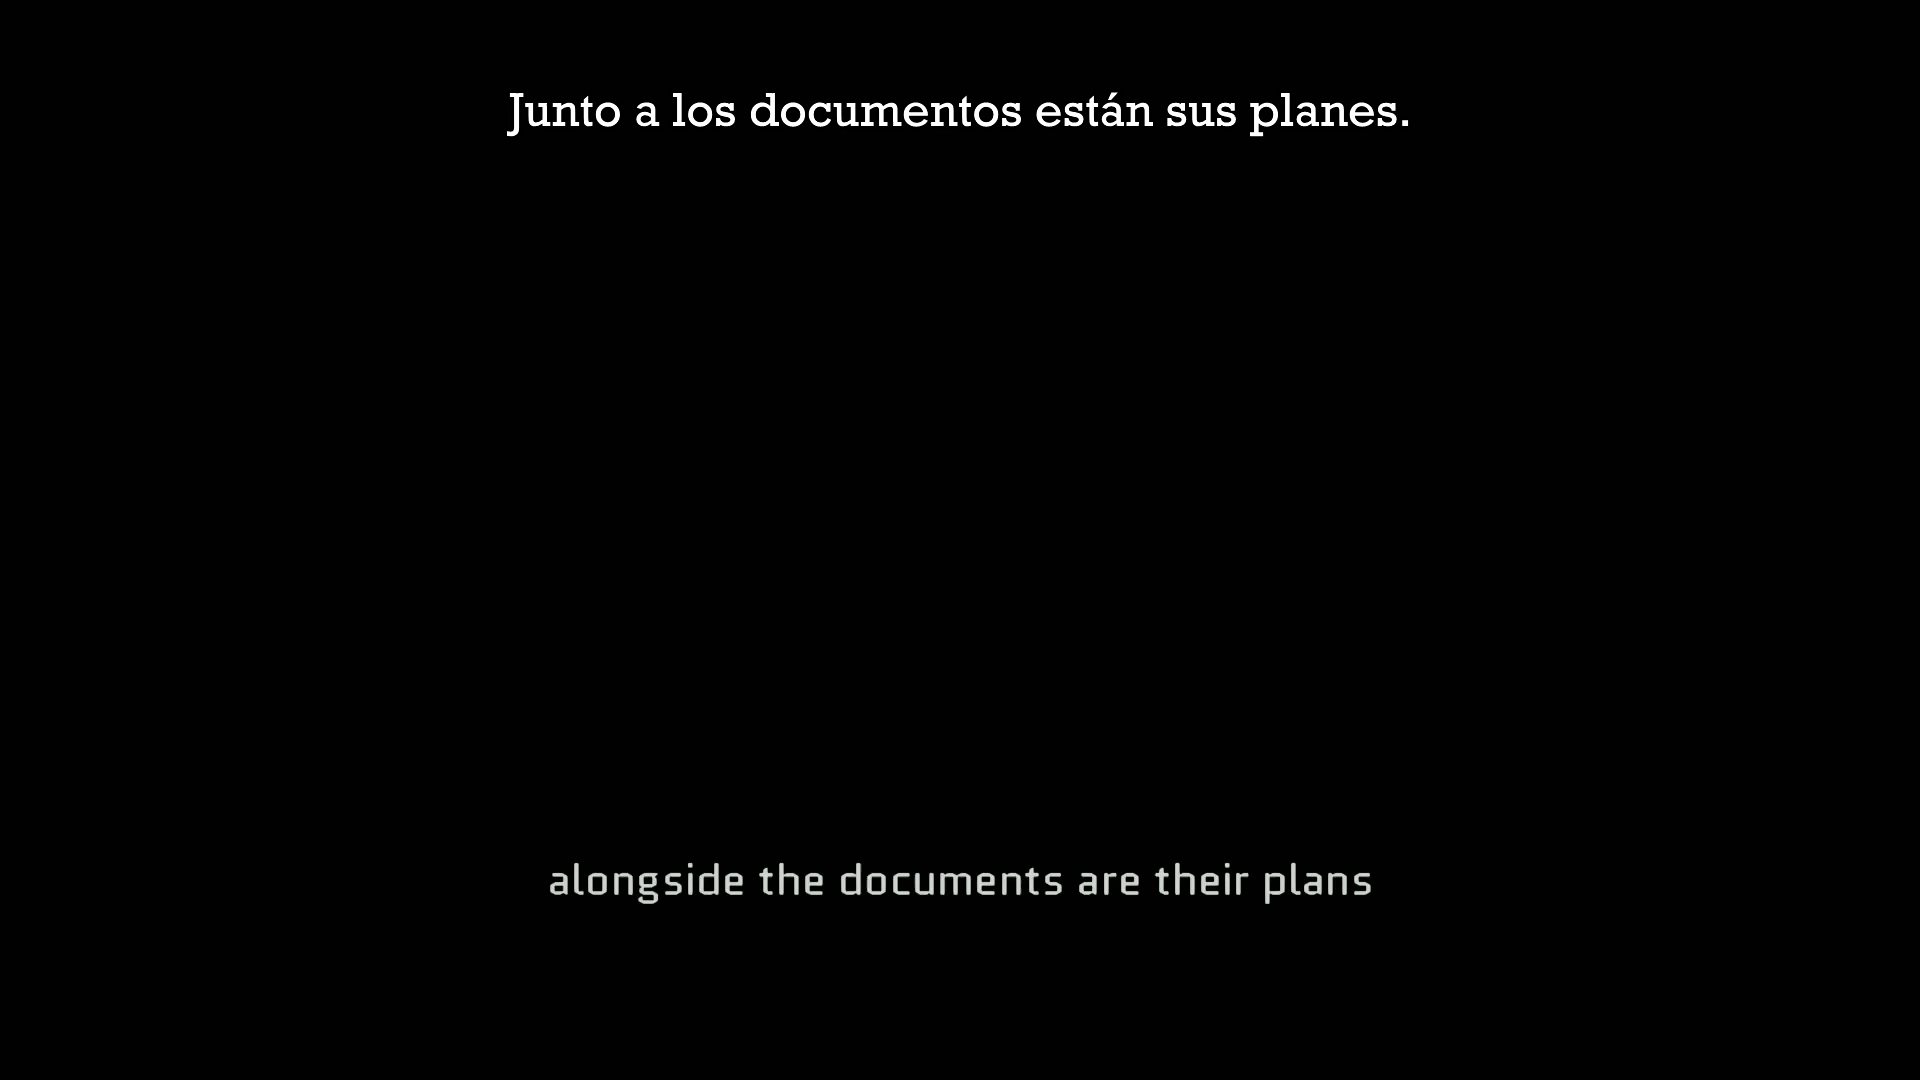 Junto a los documentos están sus planes.
alongside the documents are their plans